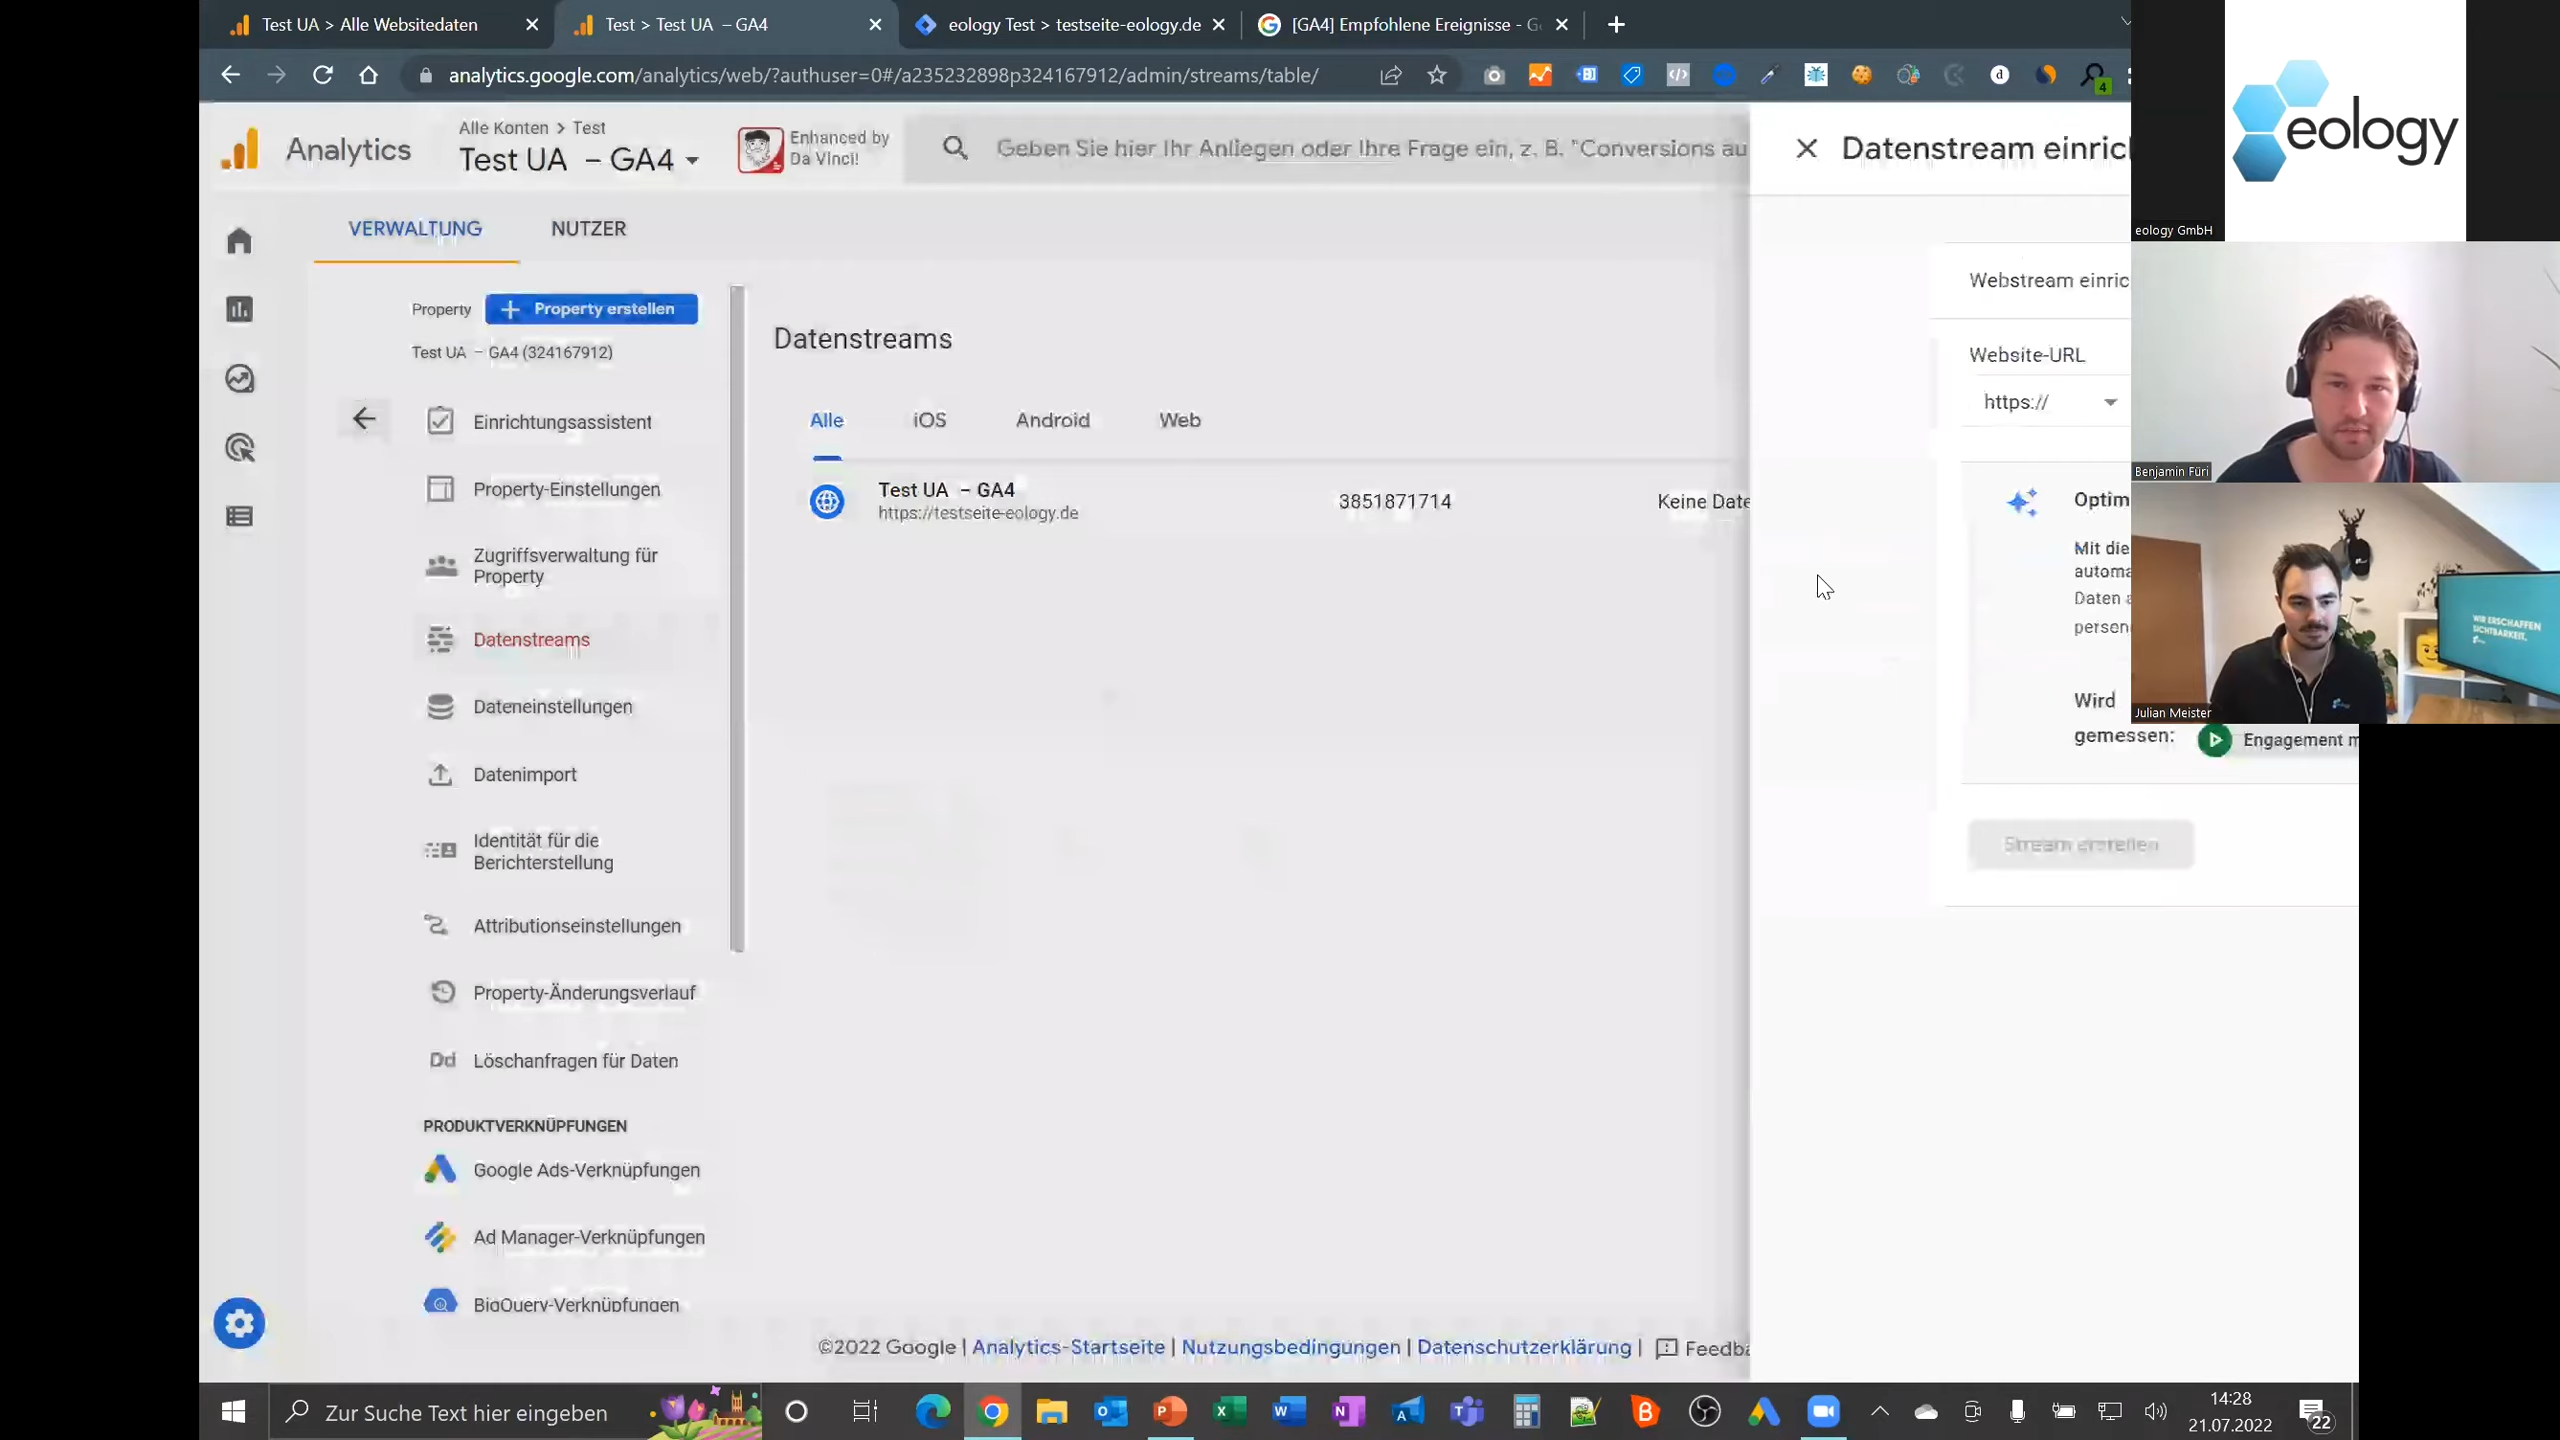 Test UA > Alle Websitedaten
Test > Test UA – GA4
eology Test > testseite-eology.de
[GA4] Empfohlene Ereignisse - G
analytics.google.com/analytics/web/?authuser=0#/a235232898p324167912/admin/streams/table/
4
Analytics
Alle Konten > Test
Test UA – GA4
Enhanced by
Da Vinci!
Geben Sie hier Ihr Anliegen oder Ihre Frage ein, z. B. "Conversions au
Datenstream einric
eology
eology GmbH
VERWALTUNG
NUTZER
Property
Property erstellen
Test UA – GA4 (324167912)
Einrichtungsassistent
Property-Einstellungen
Zugriffsverwaltung für
Property
Datenstreams
Dateneinstellungen
Datenimport
Identität für die
Berichterstellung
Attributionseinstellungen
Property-Änderungsverlauf
Dd Löschanfragen für Daten
PRODUKTVERKNÜPFUNGEN
Google Ads-Verknüpfungen
Ad Manager-Verknüpfungen
BigQuery-Verknüpfungen
Datenstreams
Alle
iOS
Android
Web
Test UA – GA4
https://testseite-eology.de
3851871714
Keine Date
Webstream einric
Website-URL
https://
Optim
Mit die
automa
Daten a
person
Wird
gemessen:
Engagement m
Stream erstellen
Benjamin Füri
WIR ERSCHAFFEN
SICHTBARKEIT.
Julian Meister
©2022 Google | Analytics-Startseite | Nutzungsbedingungen | Datenschutzerklärung | Feedba
Zur Suche Text hier eingeben
14:28
21.07.2022
22